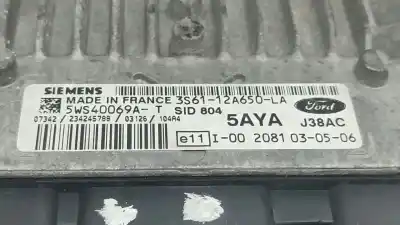 SIEMENS
MADE IN FRANCE 3S61-12A650-LA
5WS40069A- T SID 804
Ford
07342 / 234245788 / 03126 / 104A4
5AYA J38AC
e11 I-00 2081 03-05-06